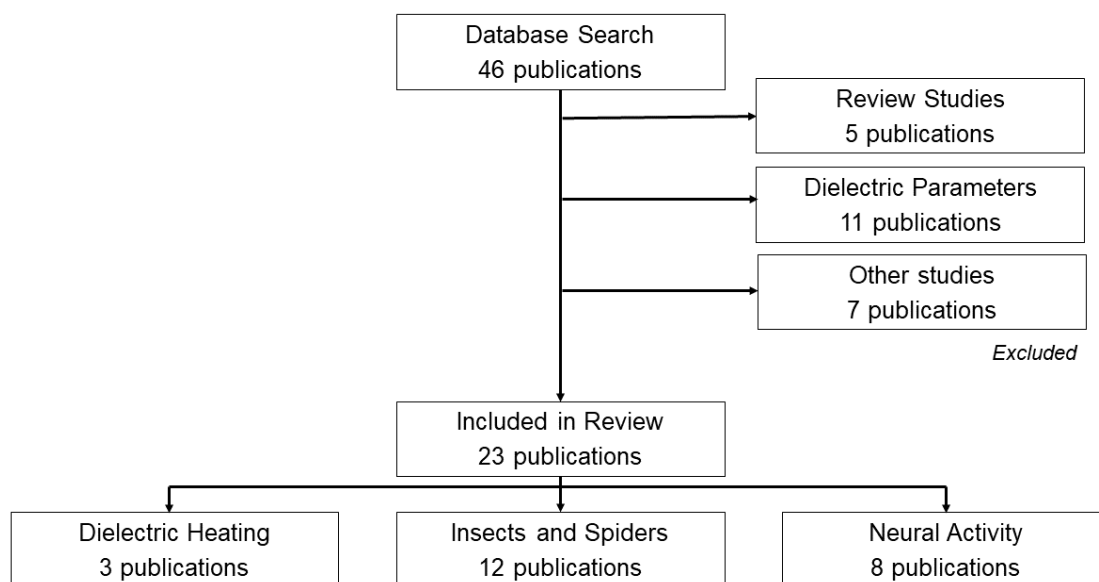 Database Search
46 publications
Review Studies
5 publications
Dielectric Parameters
11 publications
Other studies
7 publications
Excluded
Included in Review
23 publications
Dielectric Heating
3 publications
Insects and Spiders
12 publications
Neural Activity
8 publications